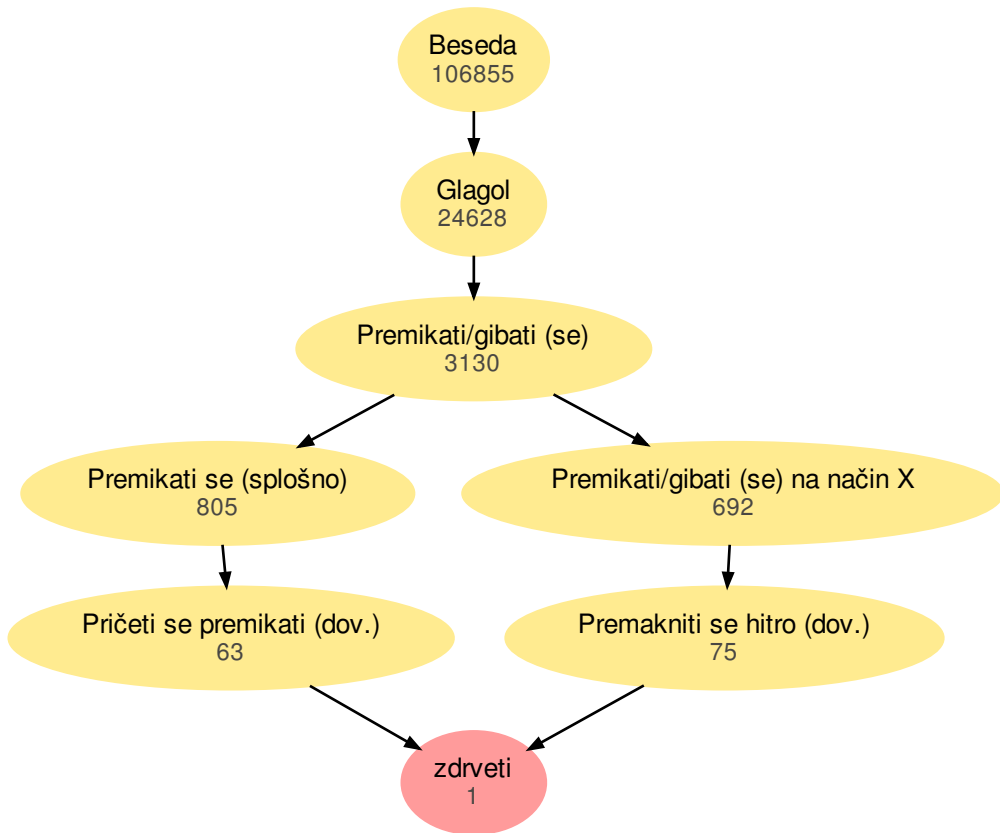 Beseda
106855
Glagol
24628
Premikati/gibati (se)
3130
Premikati se (splošno)
805
Premikati/gibati (se) na način X
692
Pričeti se premikati (dov.)
63
Premakniti se hitro (dov.)
75
zdrveti
1